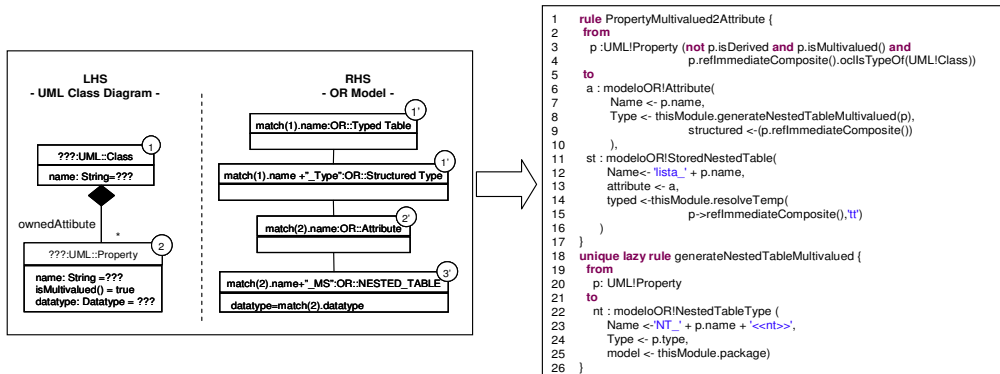 LHS
- UML Class Diagram -
1
???:UML::Class
name: String=???
ownedAttibute
*
2
???:UML::Property
name: String =???
isMultivalued() = true
datatype: Datatype = ???
RHS
- OR Model -
1'
match(1).name:OR::Typed Table
1'
match(1).name +"_Type":OR::Structured Type
2'
match(2).name:OR::Attribute
3'
match(2).name+"_MS":OR::NESTED_TABLE
datatype=match(2).datatype
1 rule PropertyMultivalued2Attribute {
2 from
3 p :UML!Property (not p.isDerived and p.isMultivalued() and
4 p.refImmediateComposite().oclIsTypeOf(UML!Class))
5 to
6 a : modeloOR!Attribute(
7 Name <- p.name,
8 Type <- thisModule.generateNestedTableMultivalued(p),
9 structured <-(p.refImmediateComposite())
10 ),
11 st : modeloOR!StoredNestedTable(
12 Name<- 'lista_' + p.name,
13 attribute <- a,
14 typed <-thisModule.resolveTemp(
15 p->refImmediateComposite(),'tt')
16 )
17 }
18 unique lazy rule generateNestedTableMultivalued {
19 from
20 p: UML!Property
21 to
22 nt : modeloOR!NestedTableType (
23 Name <-'NT_' + p.name + '<<nt>>',
24 Type <- p.type,
25 model <- thisModule.package)
26 }